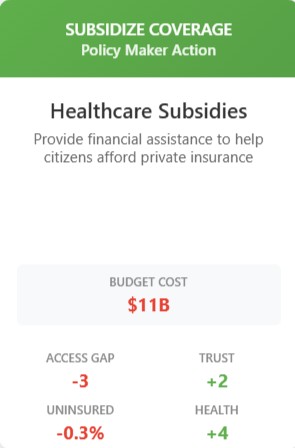 SUBSIDIZE COVERAGE
Policy Maker Action
Healthcare Subsidies
Provide financial assistance to help
citizens afford private insurance
BUDGET COST
$11B
ACCESS GAP TRUST
-3 +2
UNINSURED HEALTH
-0.3% +4